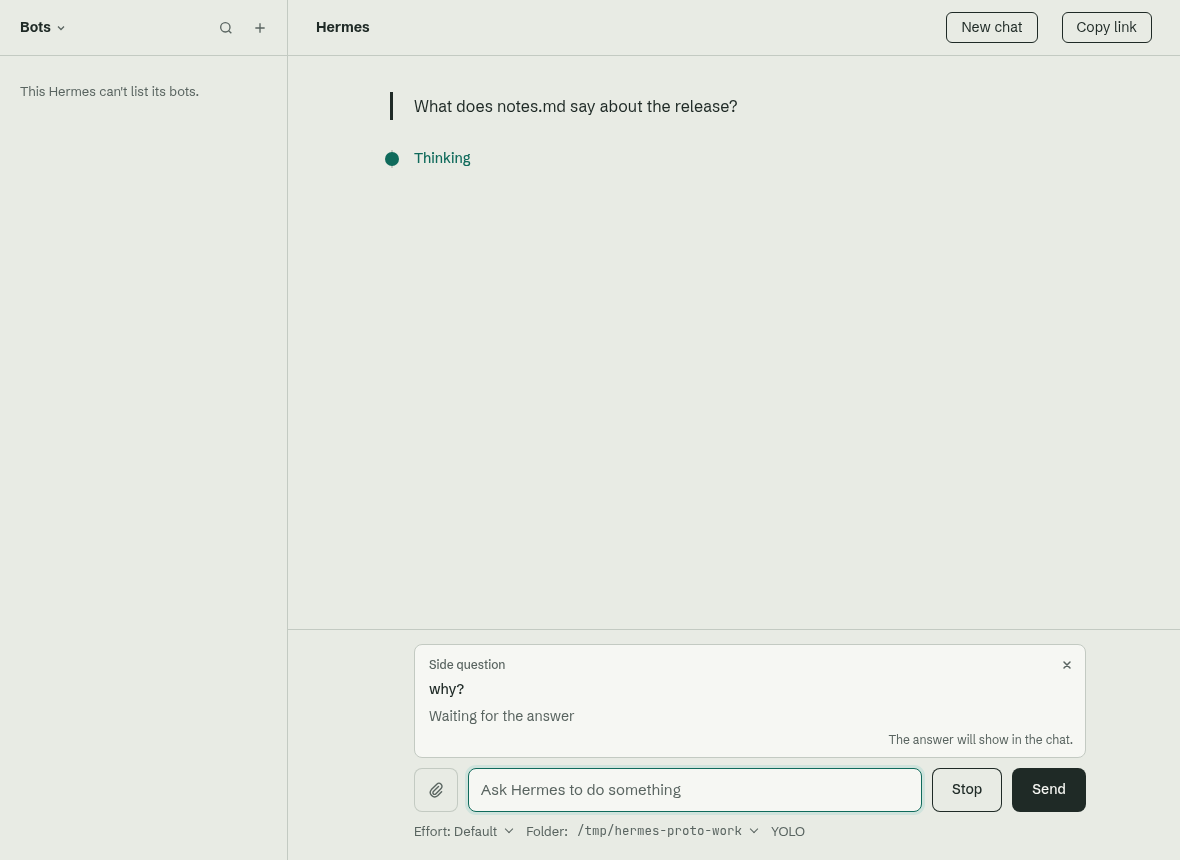 Bots
This Hermes can't list its bots.
Hermes
New chat
Copy link
What does notes.md say about the release?
Thinking
Side question
why?
Waiting for the answer
The answer will show in the chat.
Ask Hermes to do something
Stop
Send
Effort: Default
Folder: /tmp/hermes-proto-work
YOLO